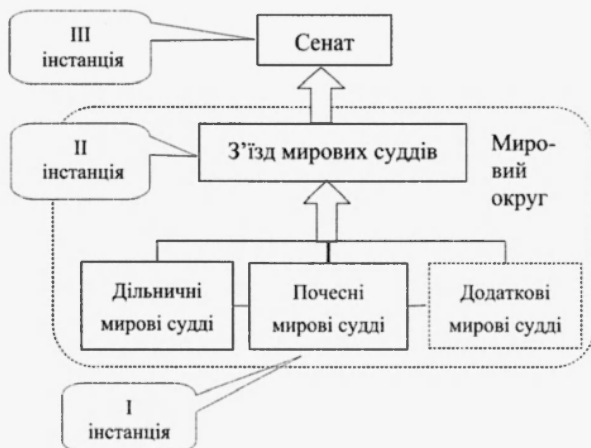 III
інстанція
Сенат
II
інстанція
З’їзд мирових суддів
Миро-
вий
округ
Дільничні
мирові судді
Почесні
мирові судді
Додаткові
мирові судді
I
інстанція